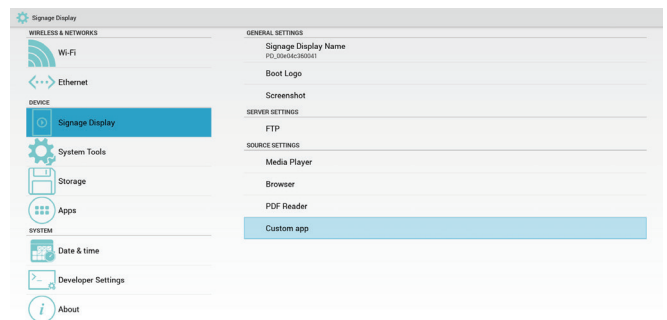 Signage Display
WIRELESS & NETWORKS
Wi-Fi
Ethernet
DEVICE
Signage Display
System Tools
Storage
Apps
SYSTEM
Date & time
Developer Settings
About
GENERAL SETTINGS
Signage Display Name
PD_00e04c360041
Boot Logo
Screenshot
SERVER SETTINGS
FTP
SOURCE SETTINGS
Media Player
Browser
PDF Reader
Custom app